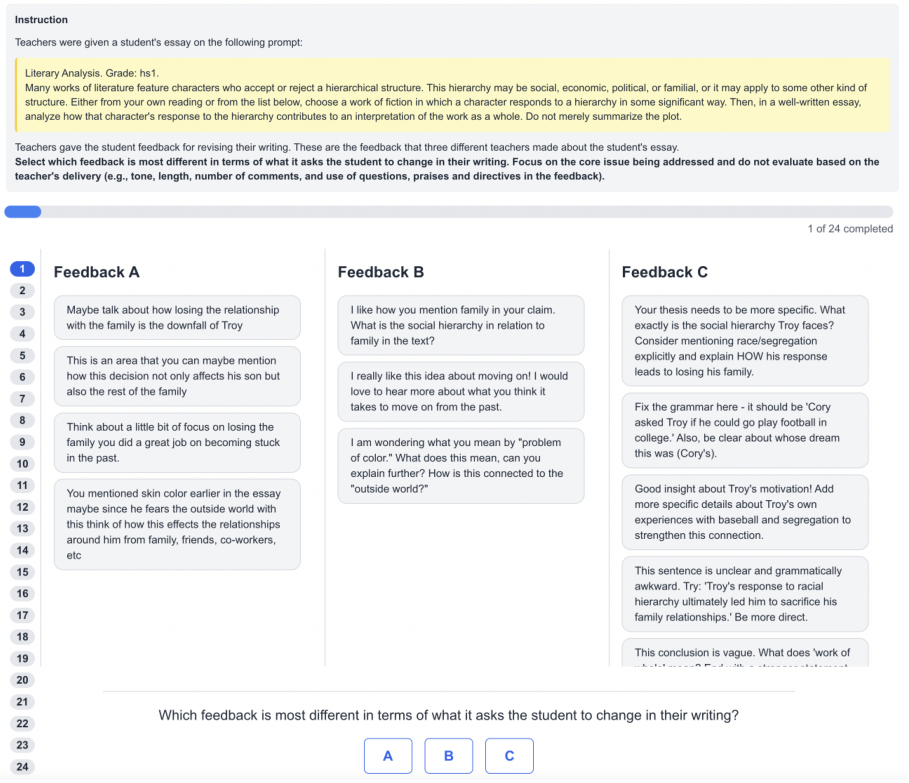 Instruction
Teachers were given a student's essay on the following prompt:
Literary Analysis. Grade: hs1.
Many works of literature feature characters who accept or reject a hierarchical structure. This hierarchy may be social, economic, political, or familial, or it may apply to some other kind of
structure. Either from your own reading or from the list below, choose a work of fiction in which a character responds to a hierarchy in some significant way. Then, in a well-written essay,
analyze how that character's response to the hierarchy contributes to an interpretation of the work as a whole. Do not merely summarize the plot.
Teachers gave the student feedback for revising their writing. These are the feedback that three different teachers made about the student's essay.
Select which feedback is most different in terms of what it asks the student to change in their writing. Focus on the core issue being addressed and do not evaluate based on the
teacher's delivery (e.g., tone, length, number of comments, and use of questions, praises and directives in the feedback).
1 of 24 completed
1
2
3
4
5
6
7
8
9
10
11
12
13
14
15
16
17
18
19
20
21
22
23
24
Feedback A
Maybe talk about how losing the relationship
with the family is the downfall of Troy
This is an area that you can maybe mention
how this decision not only affects his son but
also the rest of the family
Think about a little bit of focus on losing the
family you did a great job on becoming stuck
in the past.
You mentioned skin color earlier in the essay
maybe since he fears the outside world with
this think of how this effects the relationships
around him from family, friends, co-workers,
etc
Feedback B
I like how you mention family in your claim.
What is the social hierarchy in relation to
family in the text?
I really like this idea about moving on! I would
love to hear more about what you think it
takes to move on from the past.
I am wondering what you mean by "problem
of color." What does this mean, can you
explain further? How is this connected to the
"outside world?"
Feedback C
Your thesis needs to be more specific. What
exactly is the social hierarchy Troy faces?
Consider mentioning race/segregation
explicitly and explain HOW his response
leads to losing his family.
Fix the grammar here - it should be 'Cory
asked Troy if he could go play football in
college.' Also, be clear about whose dream
this was (Cory's).
Good insight about Troy's motivation! Add
more specific details about Troy's own
experiences with baseball and segregation to
strengthen this connection.
This sentence is unclear and grammatically
awkward. Try: 'Troy's response to racial
hierarchy ultimately led him to sacrifice his
family relationships.' Be more direct.
This conclusion is vague. What does 'work of
Which feedback is most different in terms of what it asks the student to change in their writing?
A
B
C